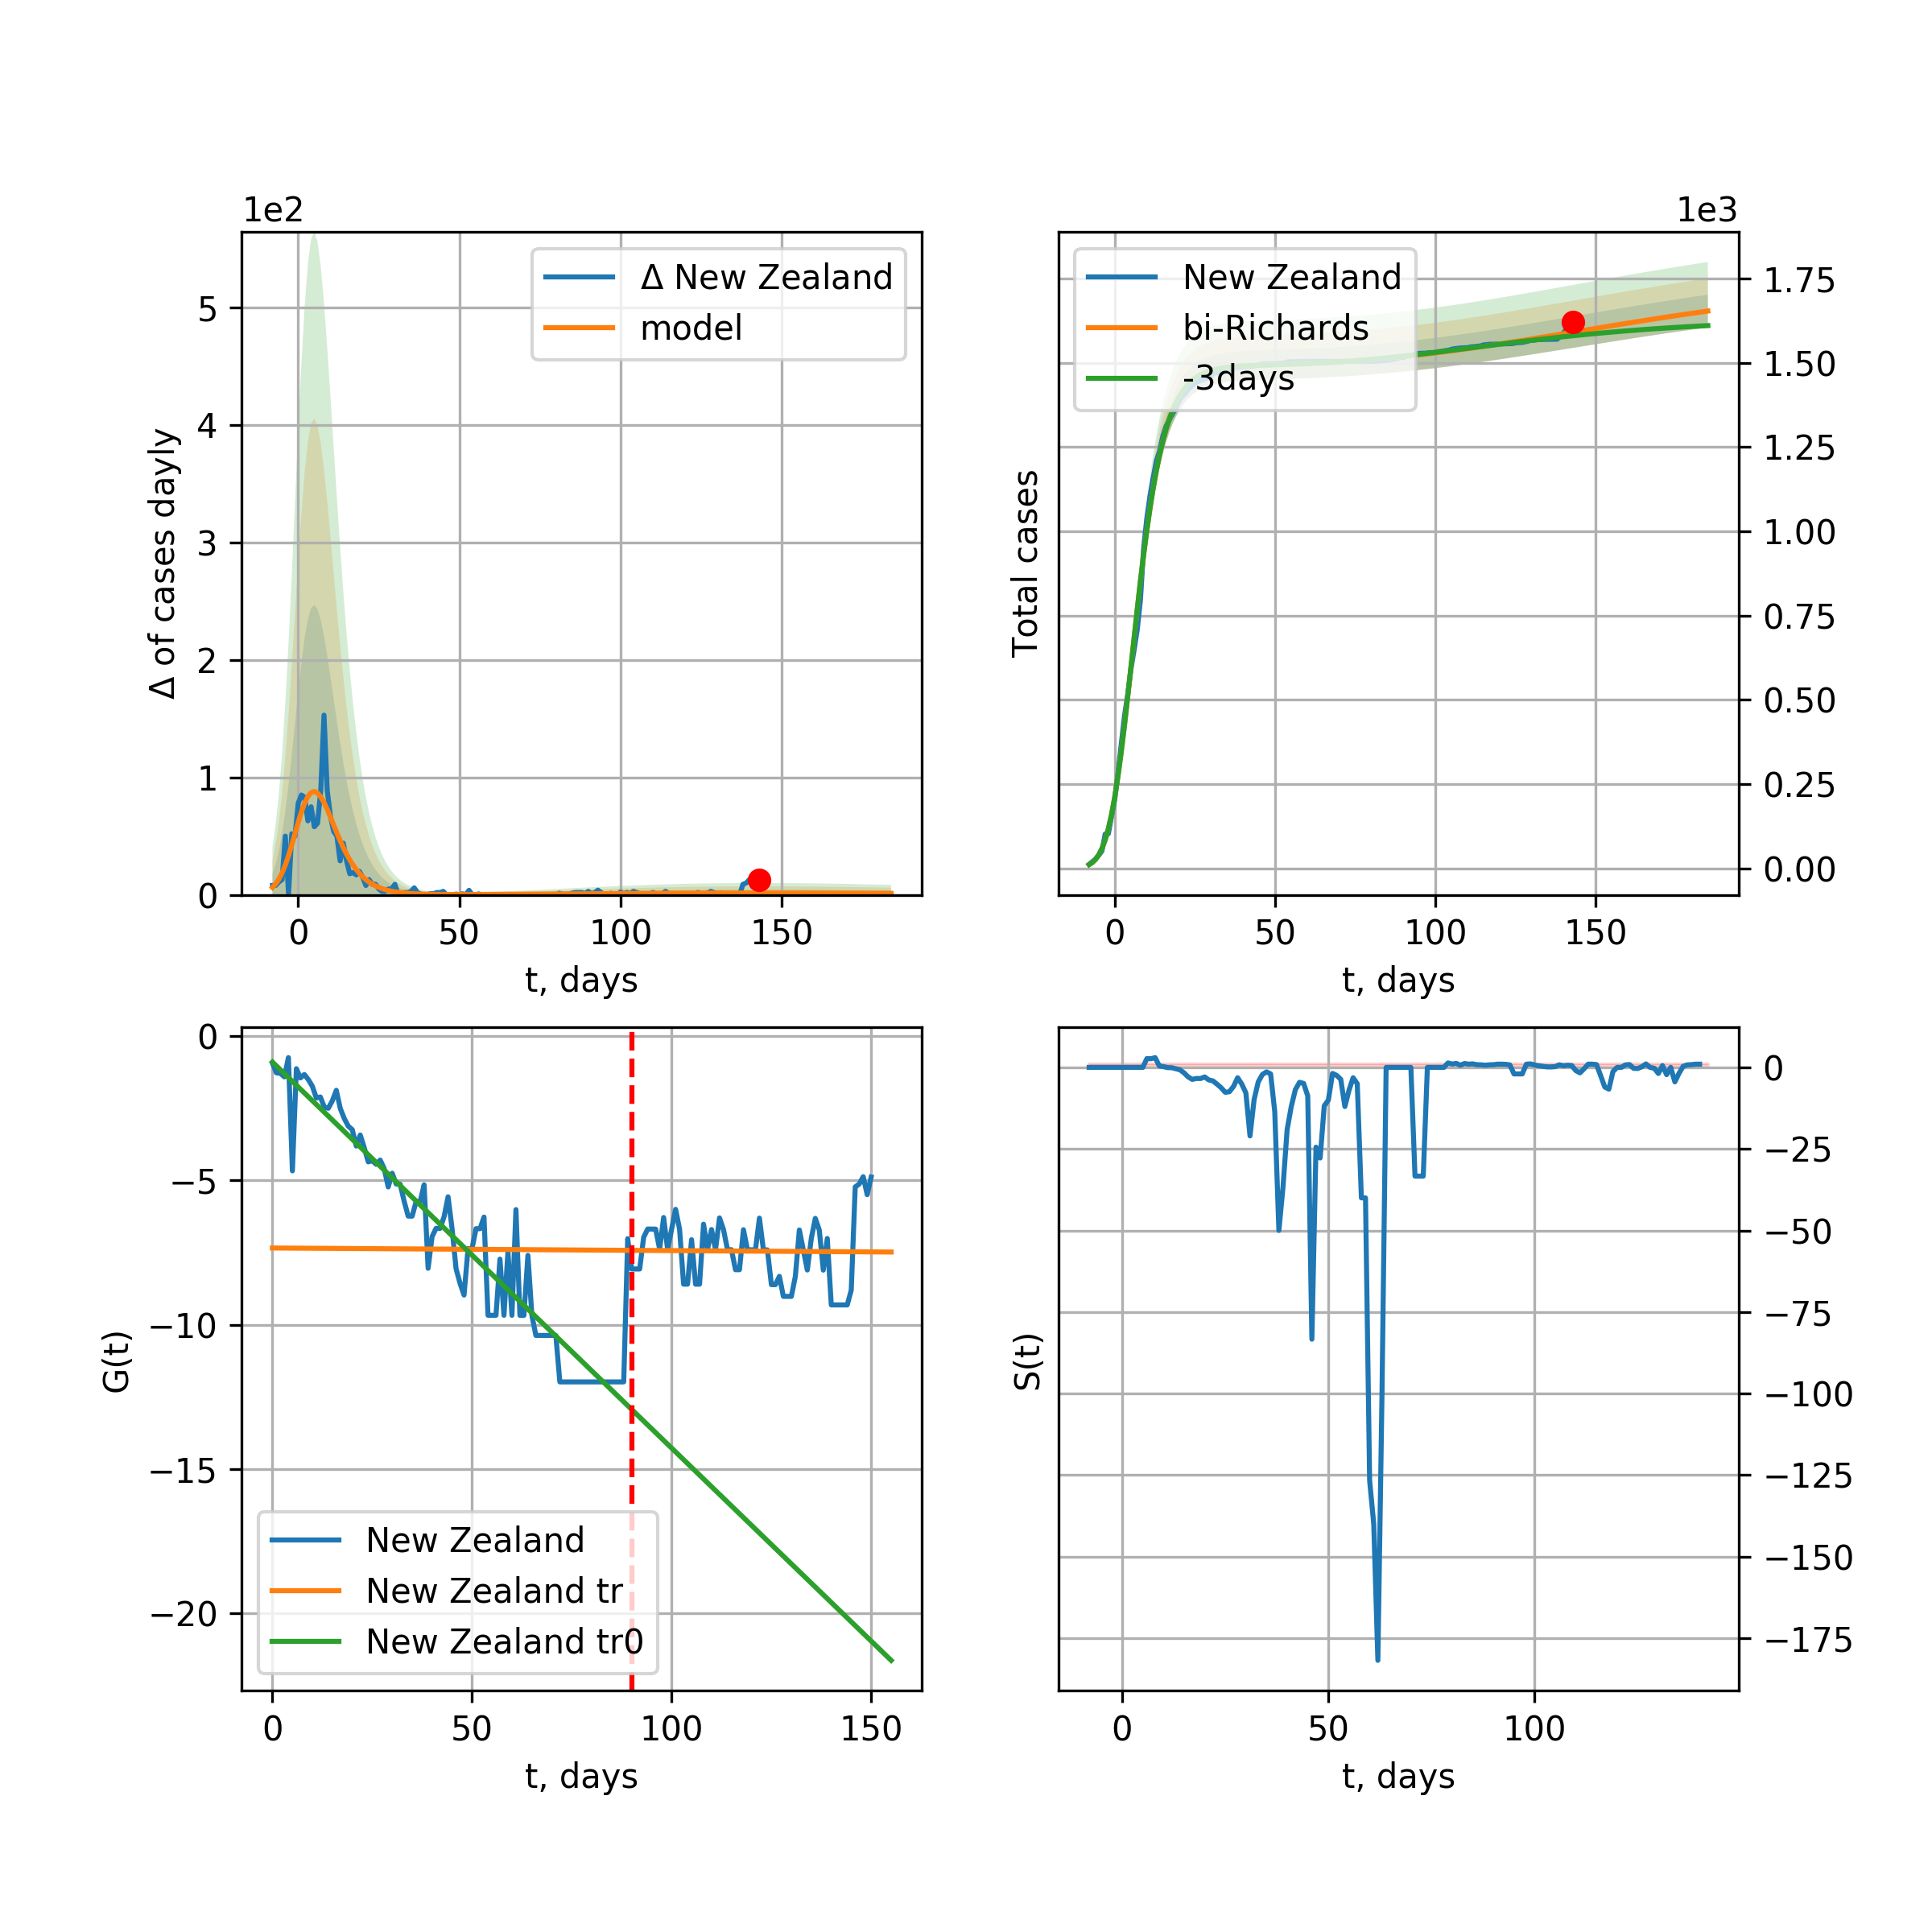 1e2
Δ of cases dayly
5
4
3
2
1
0
Δ New Zealand
model
0 50 100 150
t, days
1e3
Total cases
New Zealand
bi-Richards
-3days
1.75
1.50
1.25
1.00
0.75
0.50
0.25
0.00
0 50 100 150
t, days
G(t)
0
−5
−10
−15
−20
New Zealand
New Zealand tr
New Zealand tr0
0 50 100 150
t, days
S(t)
0
−25
−50
−75
−100
−125
−150
−175
0 50 100
t, days